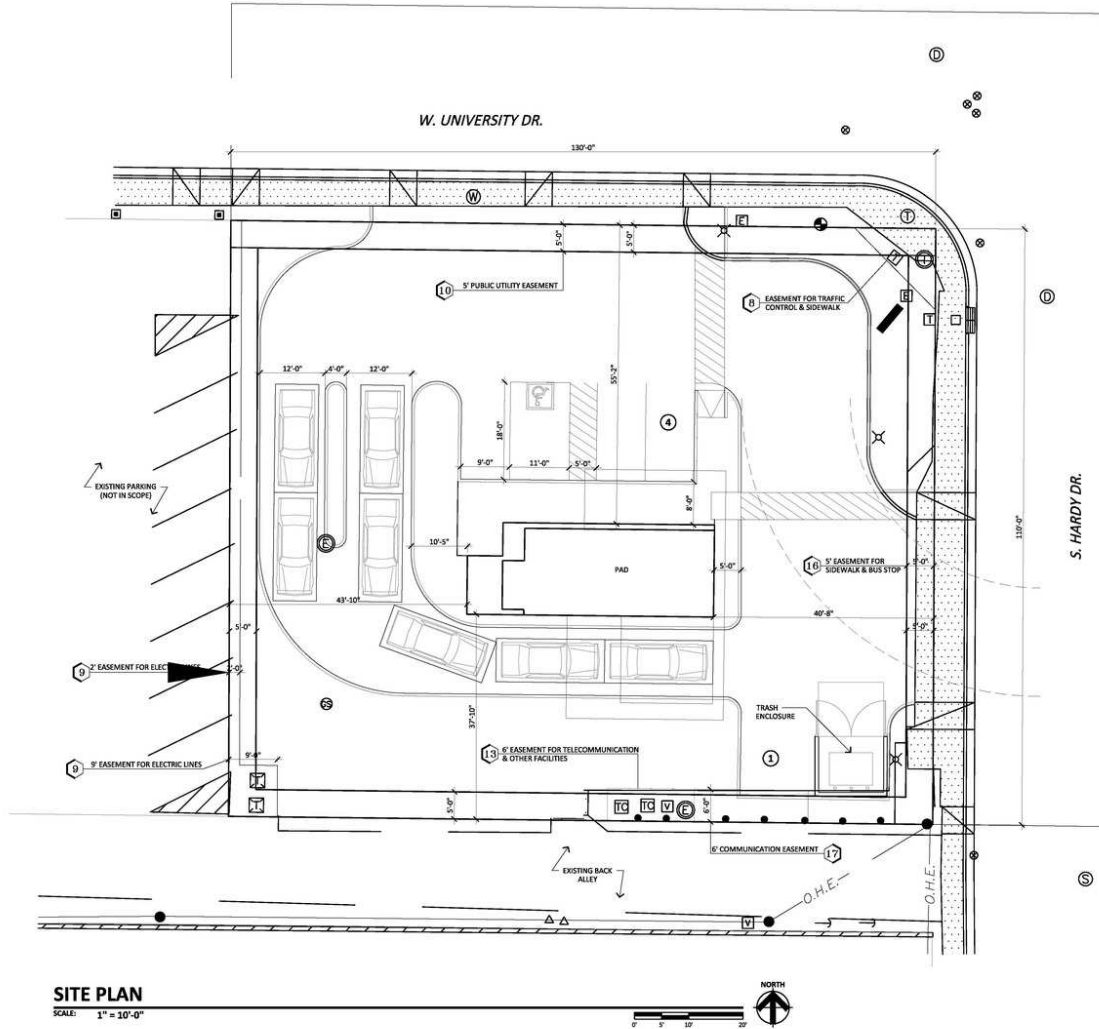 D
W. UNIVERSITY DR.
130'-0"
W
T
E
5'-0"
5'-0"
10
5' PUBLIC UTILITY EASEMENT
T
T
D
8
EASEMENT FOR TRAFFIC
CONTROL & SIDEWALK
E
T
55'-2"
12'-0"
4'-0"
12'-0"
18'-0"
4
9'-0"
11'-0"
5'-0"
8'-0"
EXISTING PARKING
(NOT IN SCOPE)
S. HARDY DR.
110'-0"
E
10'-5"
PAD
5'-0"
16
5' EASEMENT FOR
SIDEWALK & BUS STOP
5'-0"
43'-10"
40'-8"
5'-0"
5'-0"
9
2' EASEMENT FOR
GS
37'-10"
TRASH
ENCLOSURE
13
6' EASEMENT FOR TELECOMMUNICATION
& OTHER FACILITIES
1
9
9' EASEMENT FOR ELECTRIC LINES
9'-0"
T
T
5'-0"
TC
TC
V
E
6'-0"
6' COMMUNICATION EASEMENT
17
EXISTING BACK
ALLEY
O.H.E.
O.H.E.
S
V
SITE PLAN
SCALE: 1" = 10'-0"
NORTH
0' 5' 10' 20'